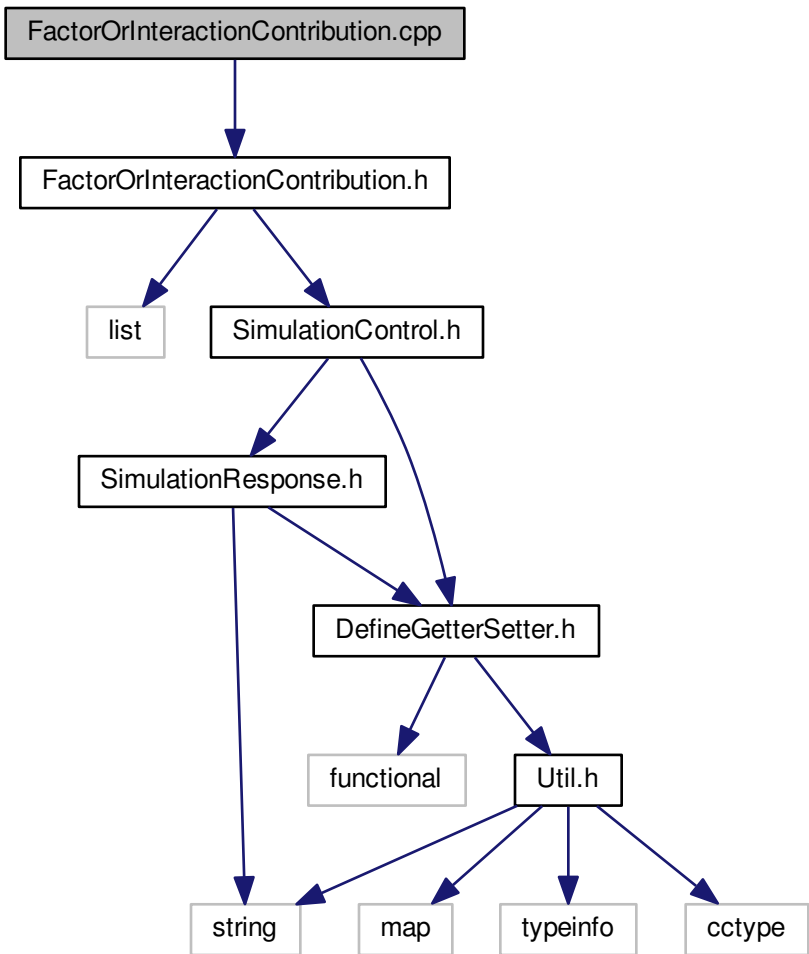 FactorOrInteractionContribution.cpp
FactorOrInteractionContribution.h
list
SimulationControl.h
SimulationResponse.h
DefineGetterSetter.h
functional
Util.h
string
map
typeinfo
cctype